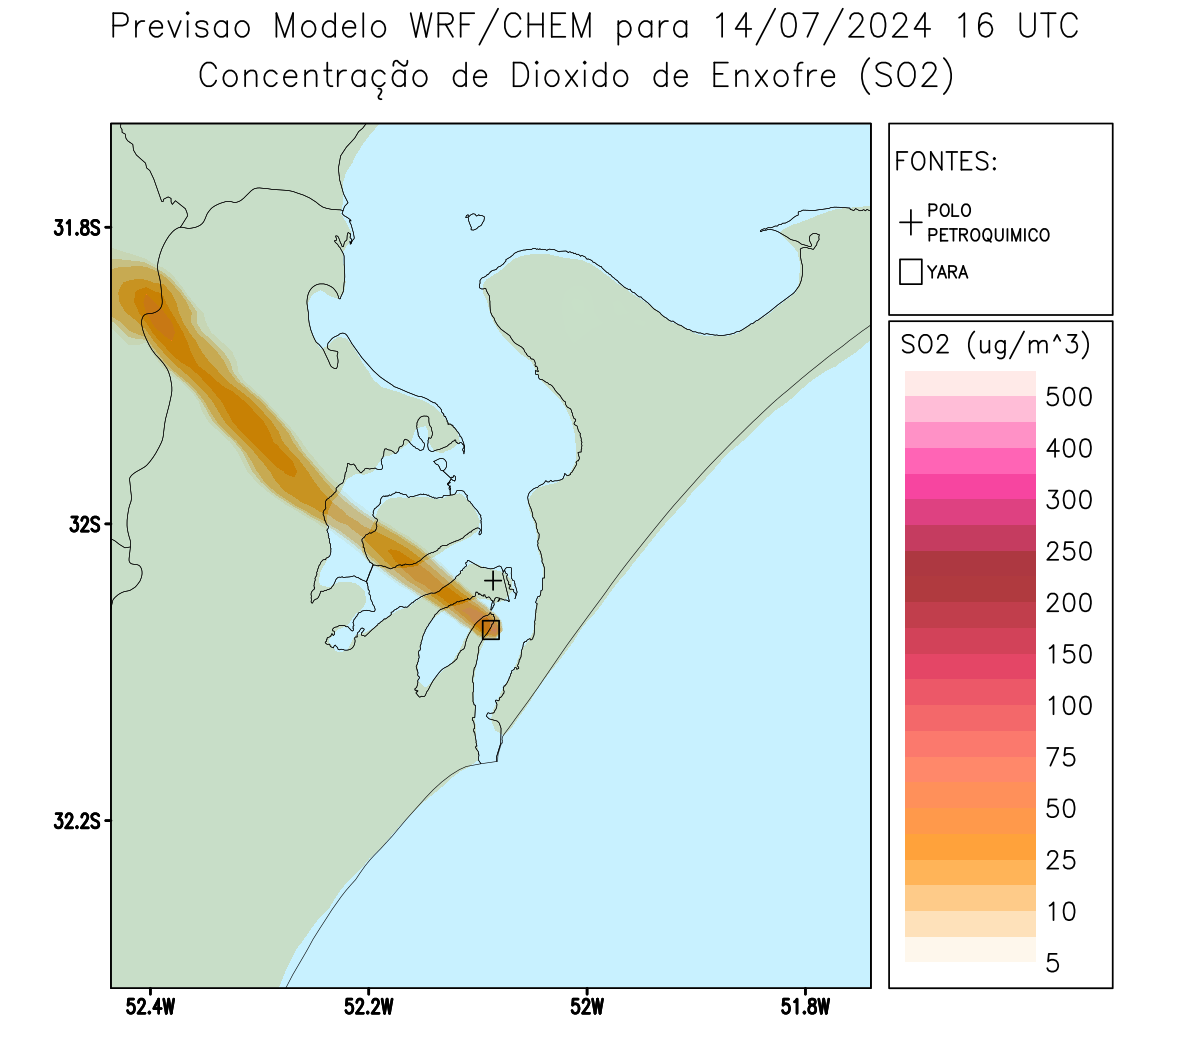 Previsao Modelo WRF/CHEM para 14/07/2024 16 UTC
Concentração de Dioxido de Enxofre (SO2)
FONTES:
POLO
PETROQUIMICO
YARA
31.8S
32S
32.2S
52.4W
52.2W
52W
51.8W
SO2 (ug/m^3)
500
400
300
250
200
150
100
75
50
25
10
5